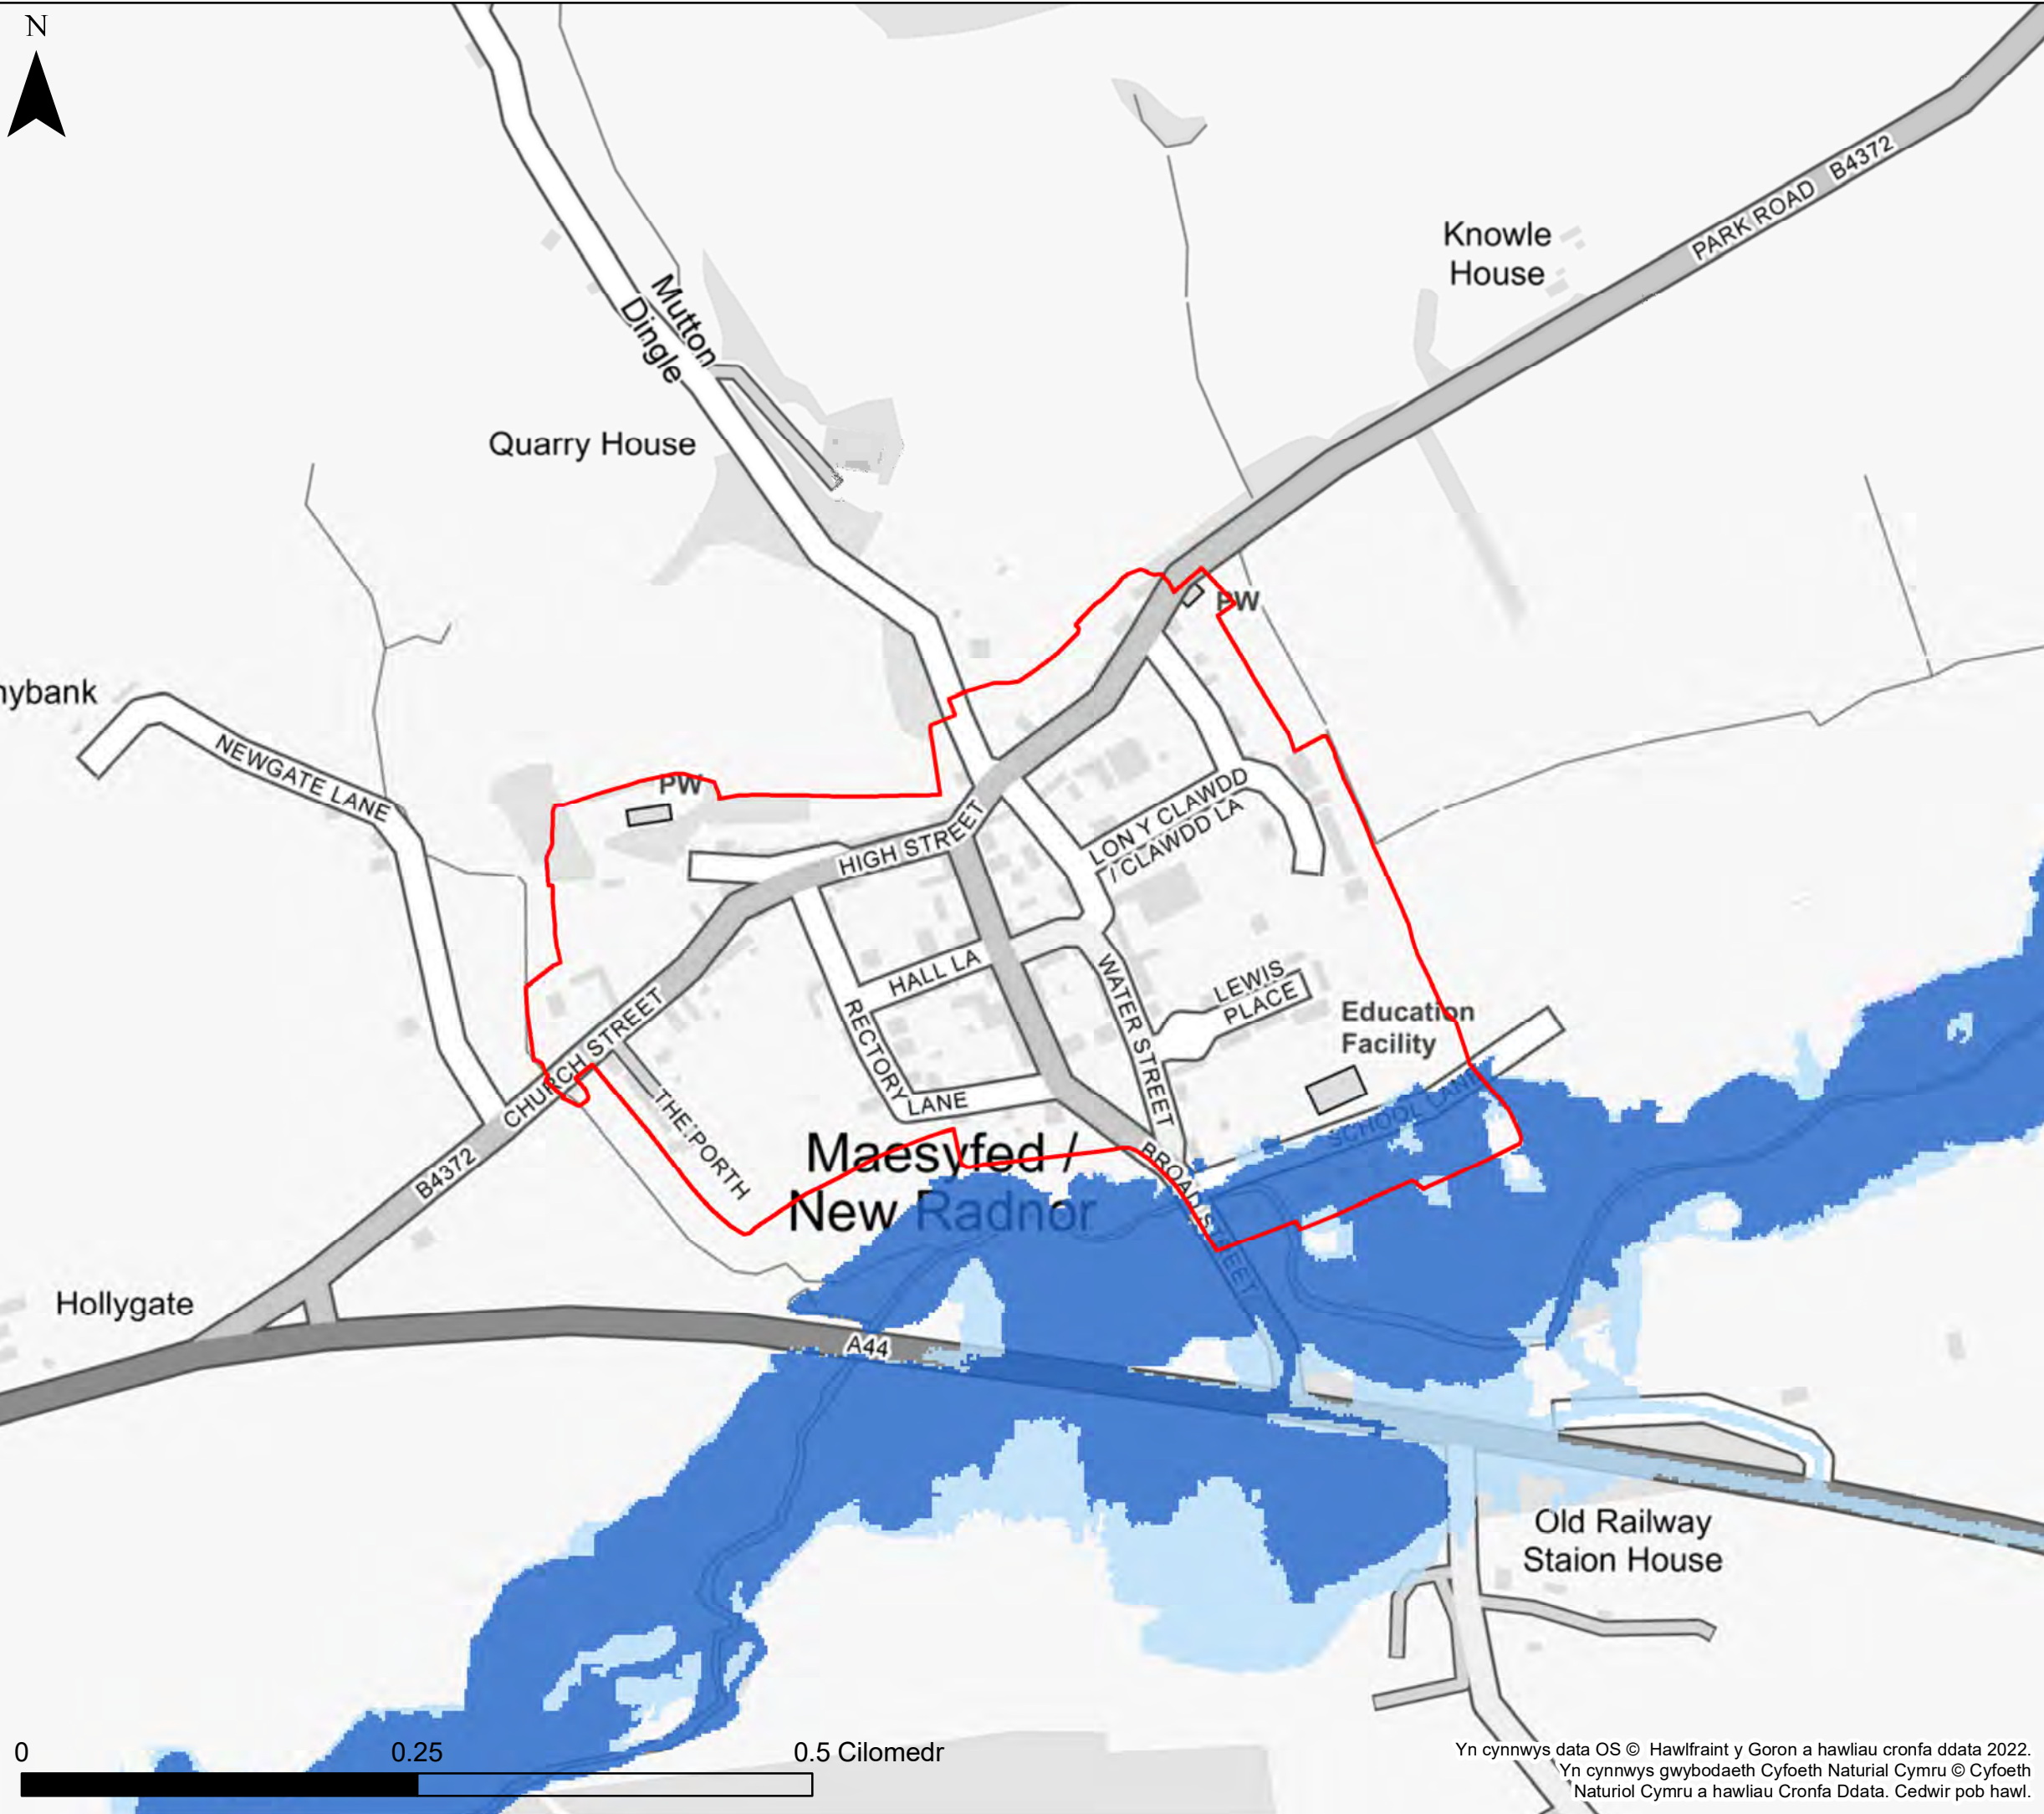 N
PARK ROAD B4372
Knowle
House
Mutton
Dingle
Quarry House
PW
nybank
NEWGATE LANE
PW
LON Y CLAWDD
/ CLAWDD LA
HIGH STREET
HALL LA
WATER STREET
LEWIS
PLACE
Education
Facility
CHURCH STREET
RECTORY
LANE
THE PORTH
SCHOOL LANE
Maesyfed /
New Radnor
BROAD STREET
B4372
Hollygate
A44
Old Railway
Staion House
0 0.25 0.5 Cilomedr
Yn cynnwys data OS © Hawlfraint y Goron a hawliau cronfa ddata 2022.
Yn cynnwys gwybodaeth Cyfoeth Naturial Cymru © Cyfoeth
Naturiol Cymru a hawliau Cronfa Ddata. Cedwir pob hawl.